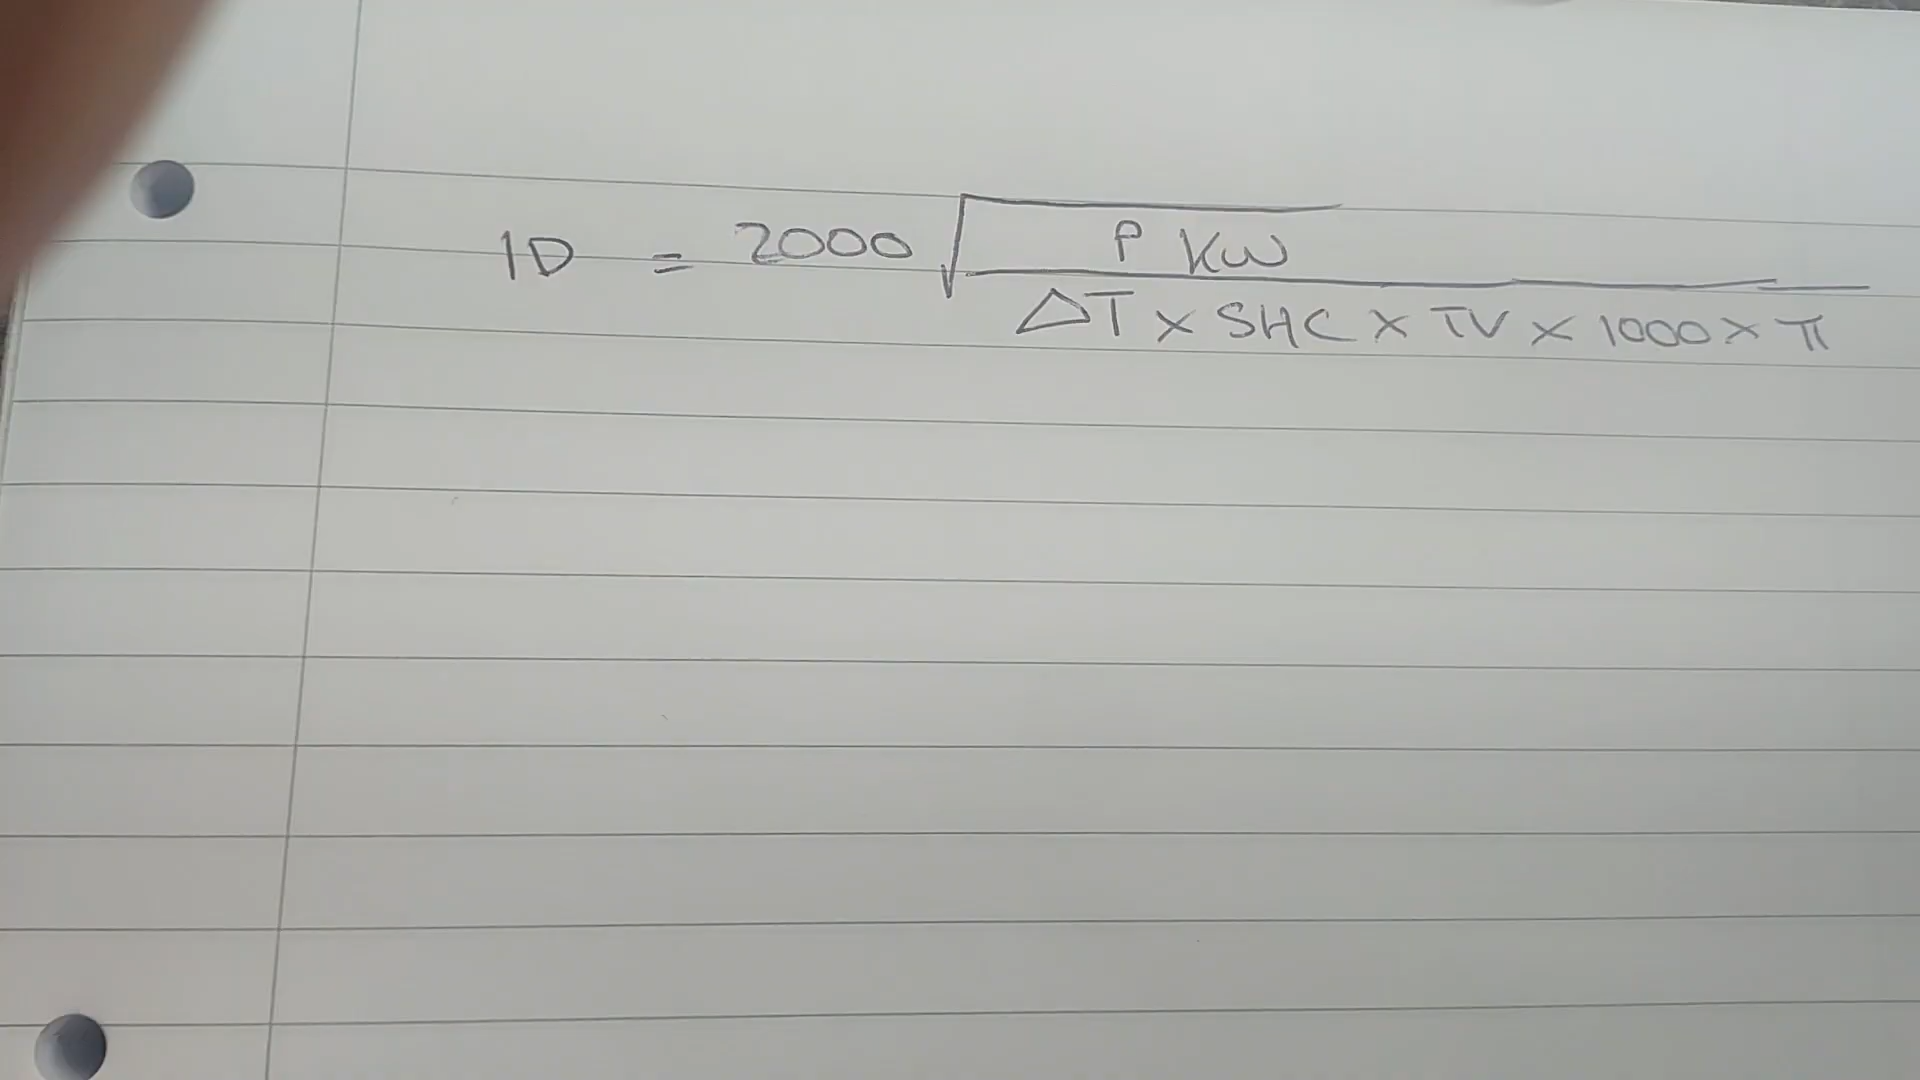 ID = 2000 √ P KW
ΔT × SHC × TV × 1000 × π